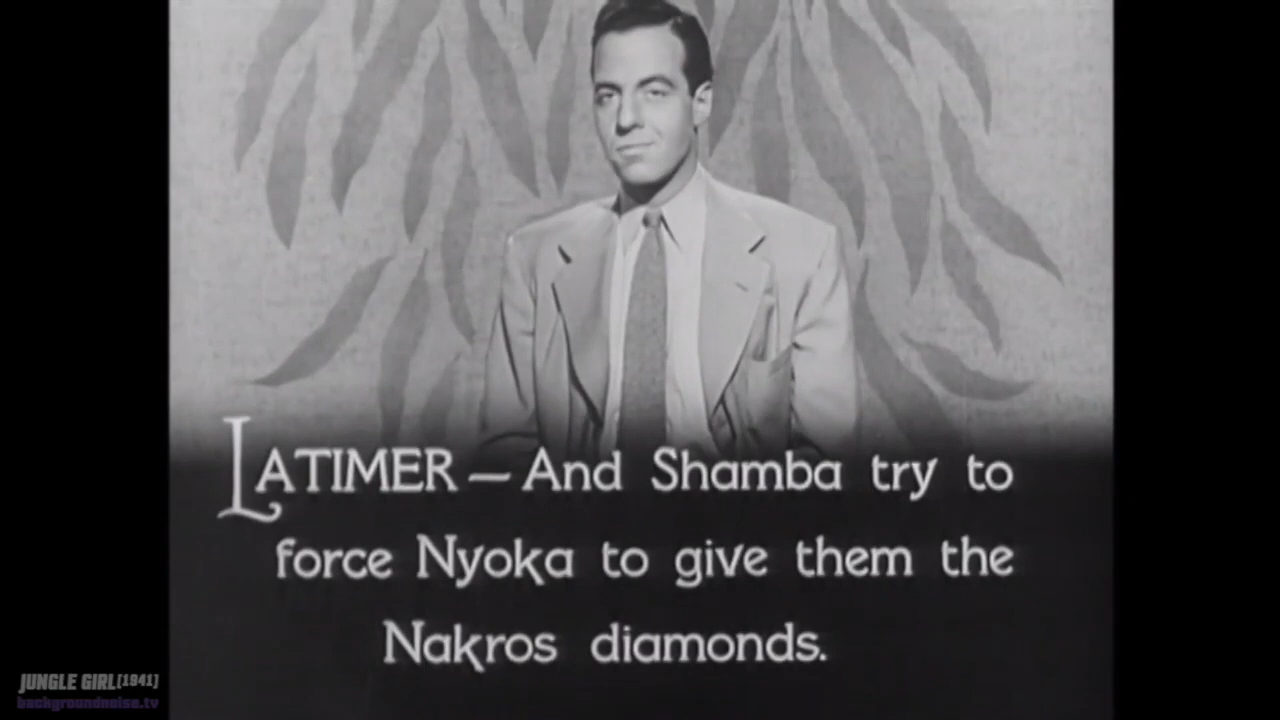 LATIMER — And Shamba try to
force Nyoka to give them the
Nakros diamonds.
JUNGLE GIRL [1941]
backgroundnoise.tv